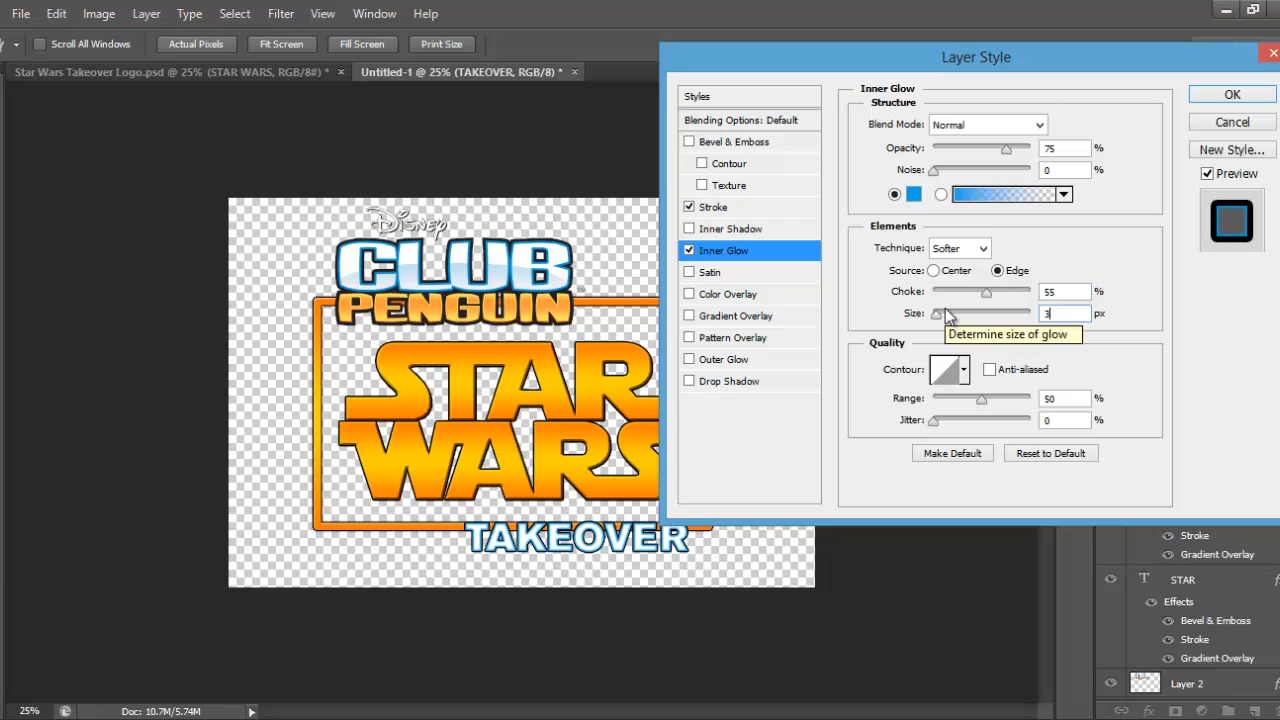 File Edit Image Layer Type Select Filter View Window Help
Scroll All Windows Actual Pixels Fit Screen Fill Screen Print Size
Star Wars Takeover Logo.psd @ 25% (STAR WARS, RGB/8#) * × Untitled-1 @ 25% (TAKEOVER, RGB/8) * ×
Layer Style
Styles
Blending Options: Default
Bevel & Emboss
Contour
Texture
Stroke
Inner Shadow
Inner Glow
Satin
Color Overlay
Gradient Overlay
Pattern Overlay
Outer Glow
Drop Shadow
Inner Glow
Structure
Blend Mode: Normal
Opacity: 75 %
Noise: 0 %
Elements
Technique: Softer
Source: Center Edge
Choke: 55 %
Size: 3 px
Determine size of glow
Quality
Contour: Anti-aliased
Range: 50 %
Jitter: 0 %
Make Default Reset to Default
OK
Cancel
New Style...
Preview
Disney
CLUB
PENGUIN
STAR
WARS
TAKEOVER
Stroke
Gradient Overlay
T STAR
Effects
Bevel & Emboss
Stroke
Gradient Overlay
Layer 2
25% Doc: 10.7M/5.74M